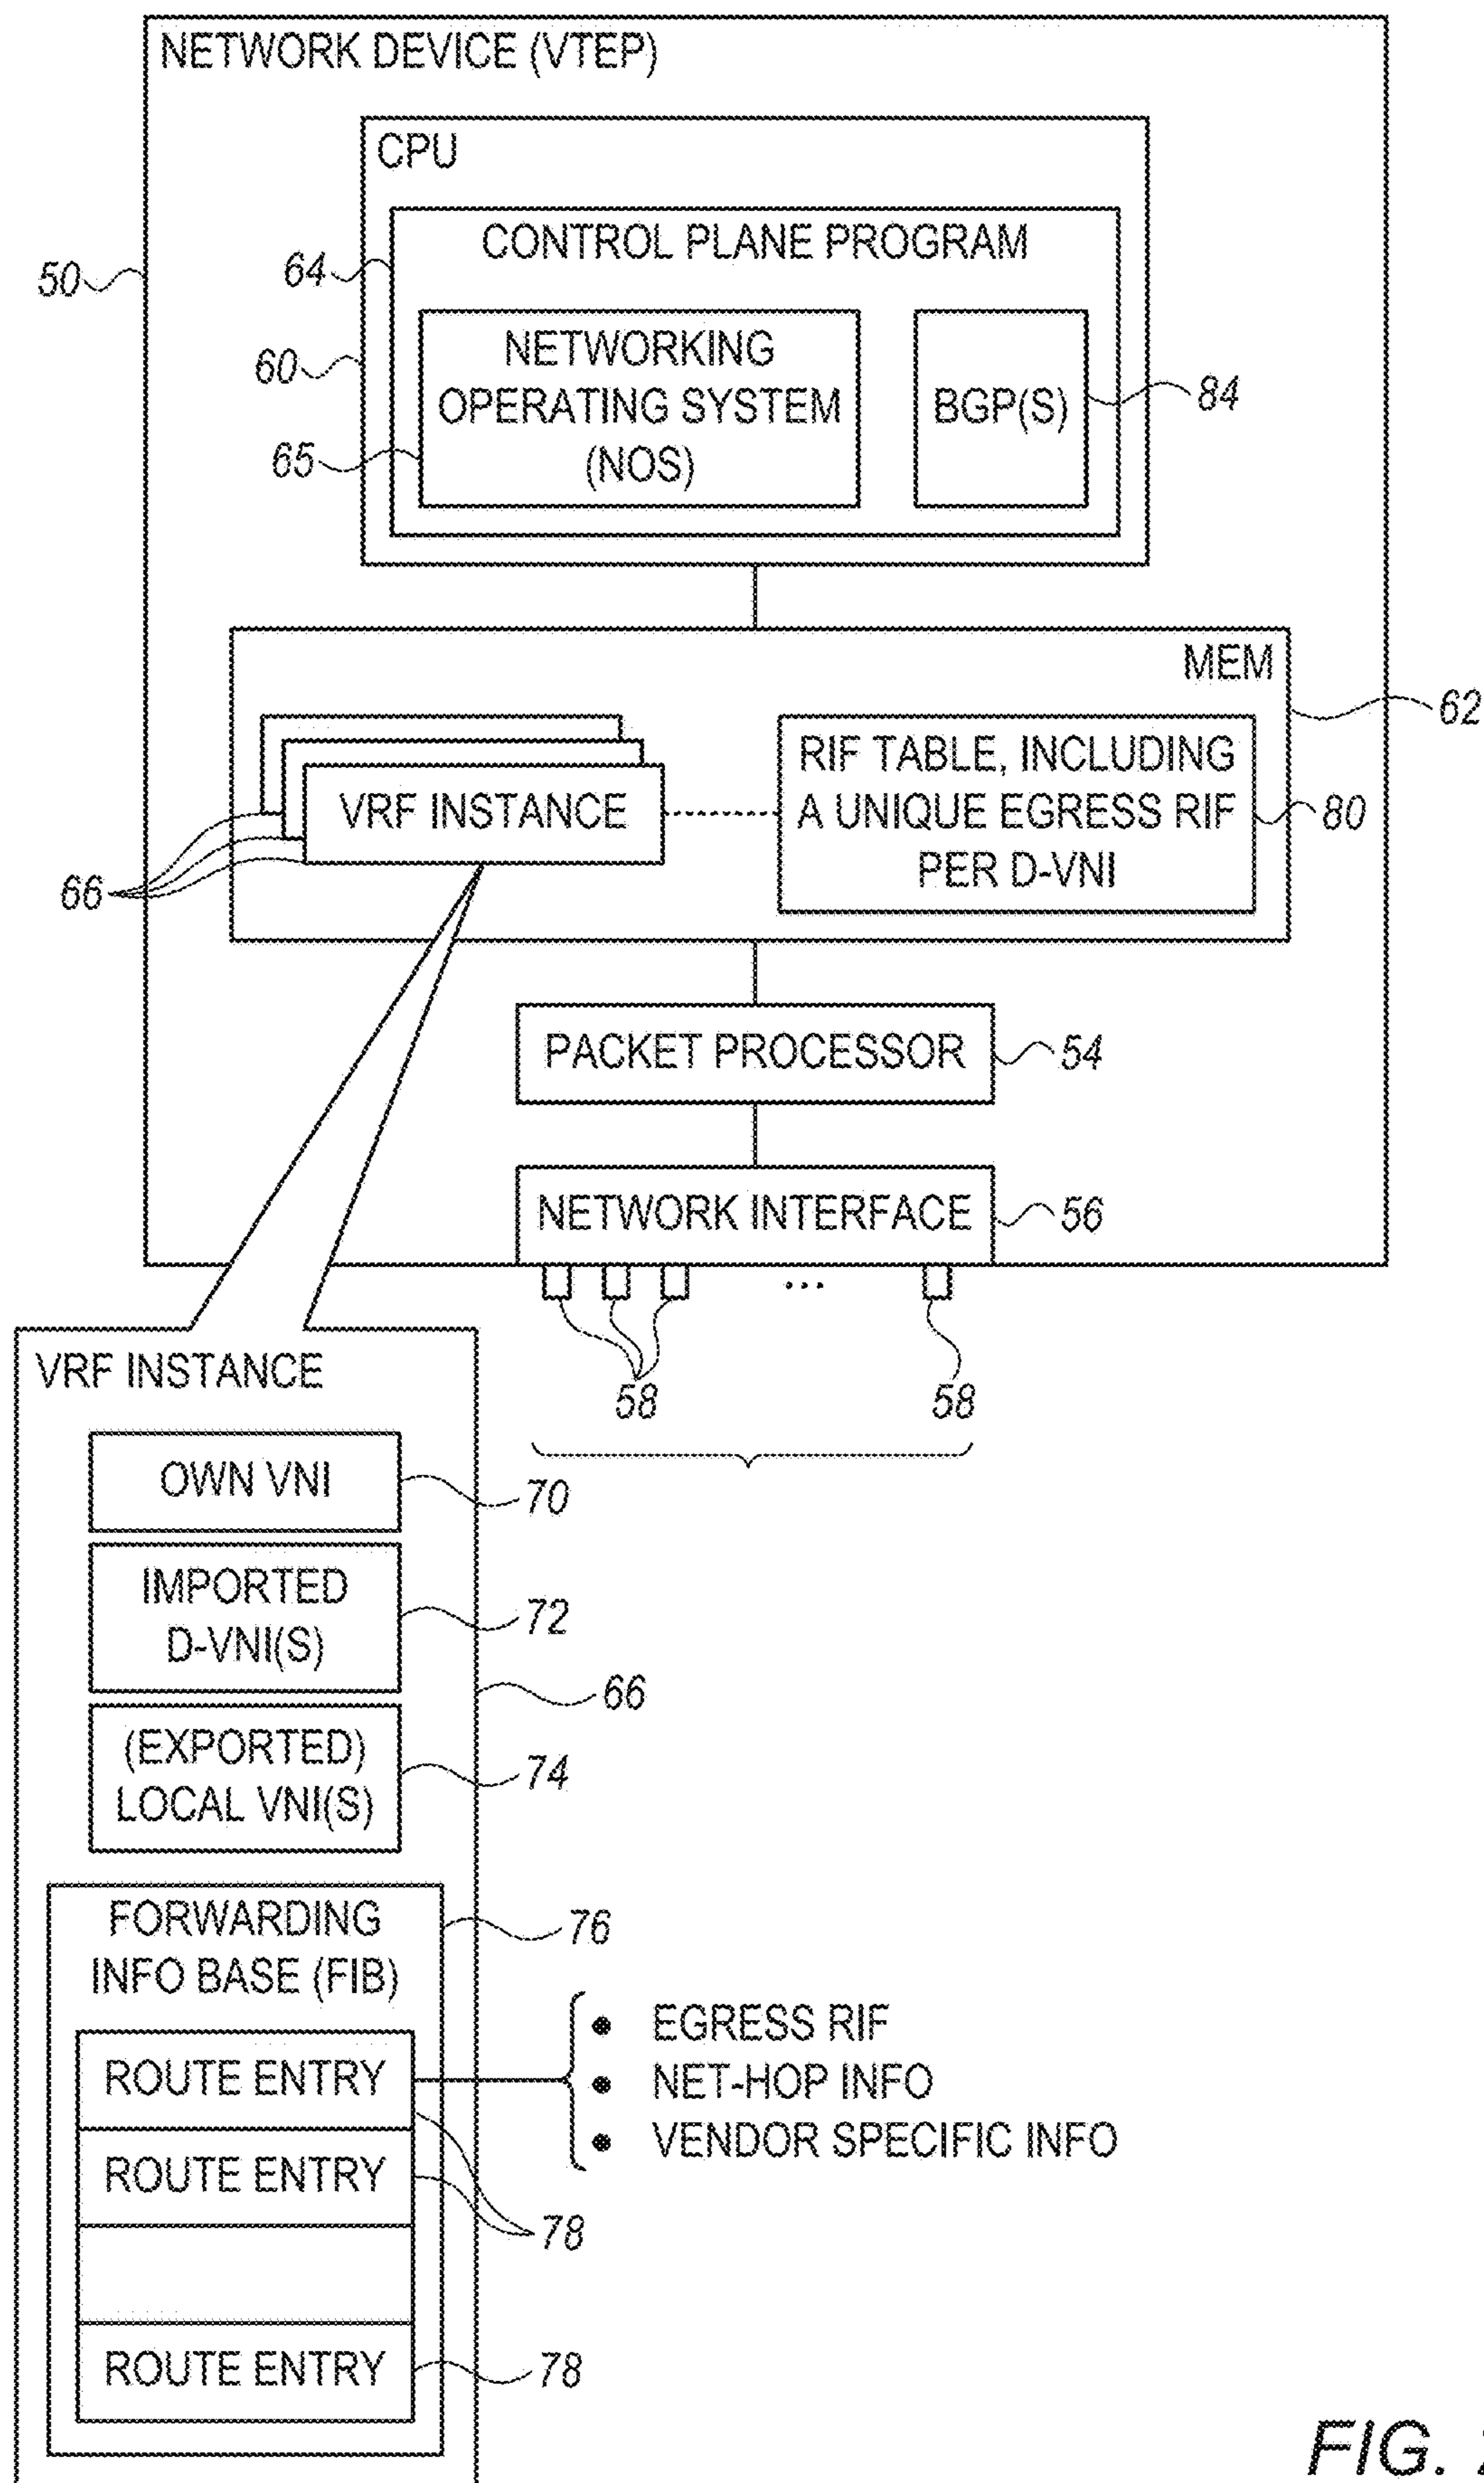 NETWORK DEVICE (VTEP)
CPU
CONTROL PLANE PROGRAM
64
50
NETWORKING
OPERATING SYSTEM
(NOS)
60
65
BGP(S)
84
MEM
62
VRF INSTANCE
RIF TABLE, INCLUDING
A UNIQUE EGRESS RIF
PER D-VNI
80
66
PACKET PROCESSOR
54
NETWORK INTERFACE
56
...
58
58
VRF INSTANCE
OWN VNI
70
IMPORTED
D-VNI(S)
72
66
(EXPORTED)
LOCAL VNI(S)
74
FORWARDING
INFO BASE (FIB)
76
ROUTE ENTRY
• EGRESS RIF
• NET-HOP INFO
• VENDOR SPECIFIC INFO
ROUTE ENTRY
78
ROUTE ENTRY
78
FIG.